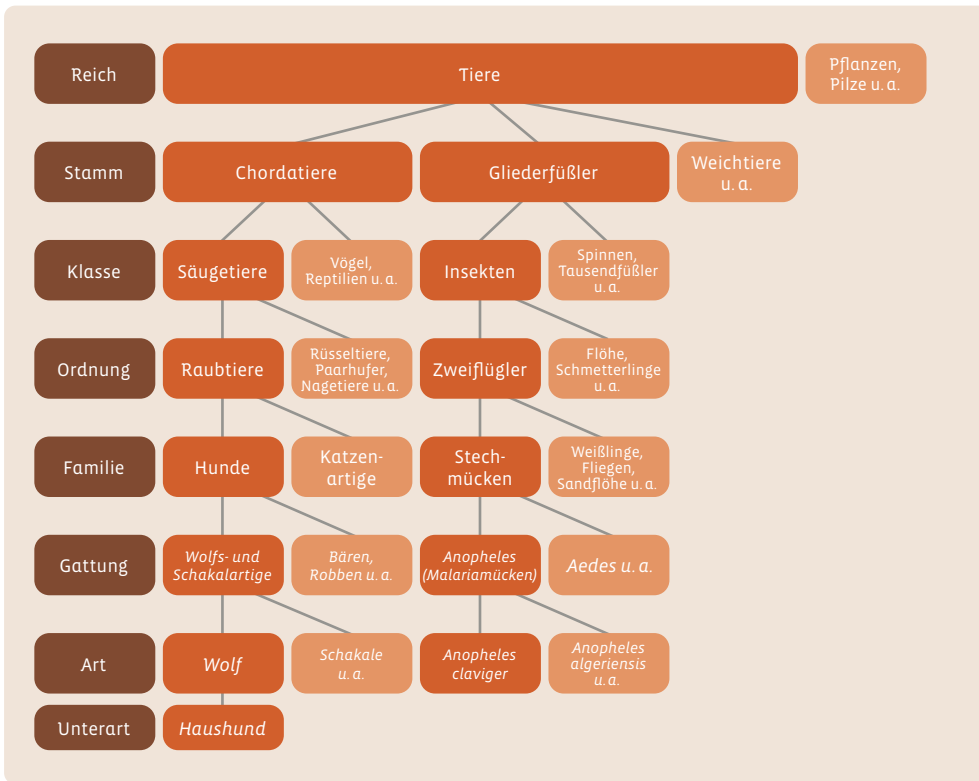 Reich
Tiere
Pflanzen,
Pilze u. a.
Stamm
Chordatiere
Gliederfüßler
Weichtiere
u. a.
Klasse
Säugetiere
Vögel,
Reptilien u. a.
Insekten
Spinnen,
Tausendfüßler
u. a.
Ordnung
Raubtiere
Rüsseltiere,
Paarhufer,
Nagetiere u. a.
Zweiflügler
Flöhe,
Schmetterlinge
u. a.
Familie
Hunde
Katzen-
artige
Stech-
mücken
Weißlinge,
Fliegen,
Sandflöhe u. a.
Gattung
Wolfs- und
Schakalartige
Bären,
Robben u. a.
Anopheles
(Malariamücken)
Aedes u. a.
Art
Wolf
Schakale
u. a.
Anopheles
claviger
Anopheles
algeriensis
u. a.
Unterart
Haushund